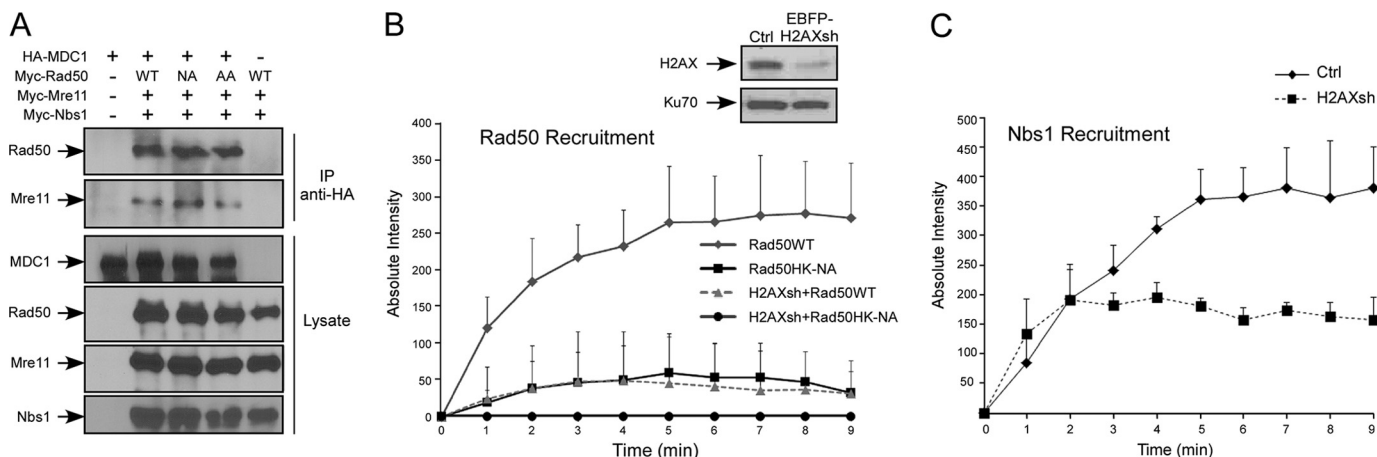 A
HA-MDC1 + + + + -
Myc-Rad50 - WT NA AA WT
Myc-Mre11 - + + + +
Myc-Nbs1 - + + + +
Rad50
Mre11
IP
anti-HA
MDC1
Rad50
Mre11
Nbs1
Lysate
B
Ctrl
EBFP-
H2AXsh
H2AX
Ku70
Rad50 Recruitment
Absolute Intensity
400
350
300
250
200
150
100
50
0
Rad50WT
Rad50HK-NA
H2AXsh+Rad50WT
H2AXsh+Rad50HK-NA
0 1 2 3 4 5 6 7 8 9
Time (min)
C
Ctrl
H2AXsh
Nbs1 Recruitment
Absolute Intensity
500
450
400
350
300
250
200
150
100
50
0
0 1 2 3 4 5 6 7 8 9
Time (min)